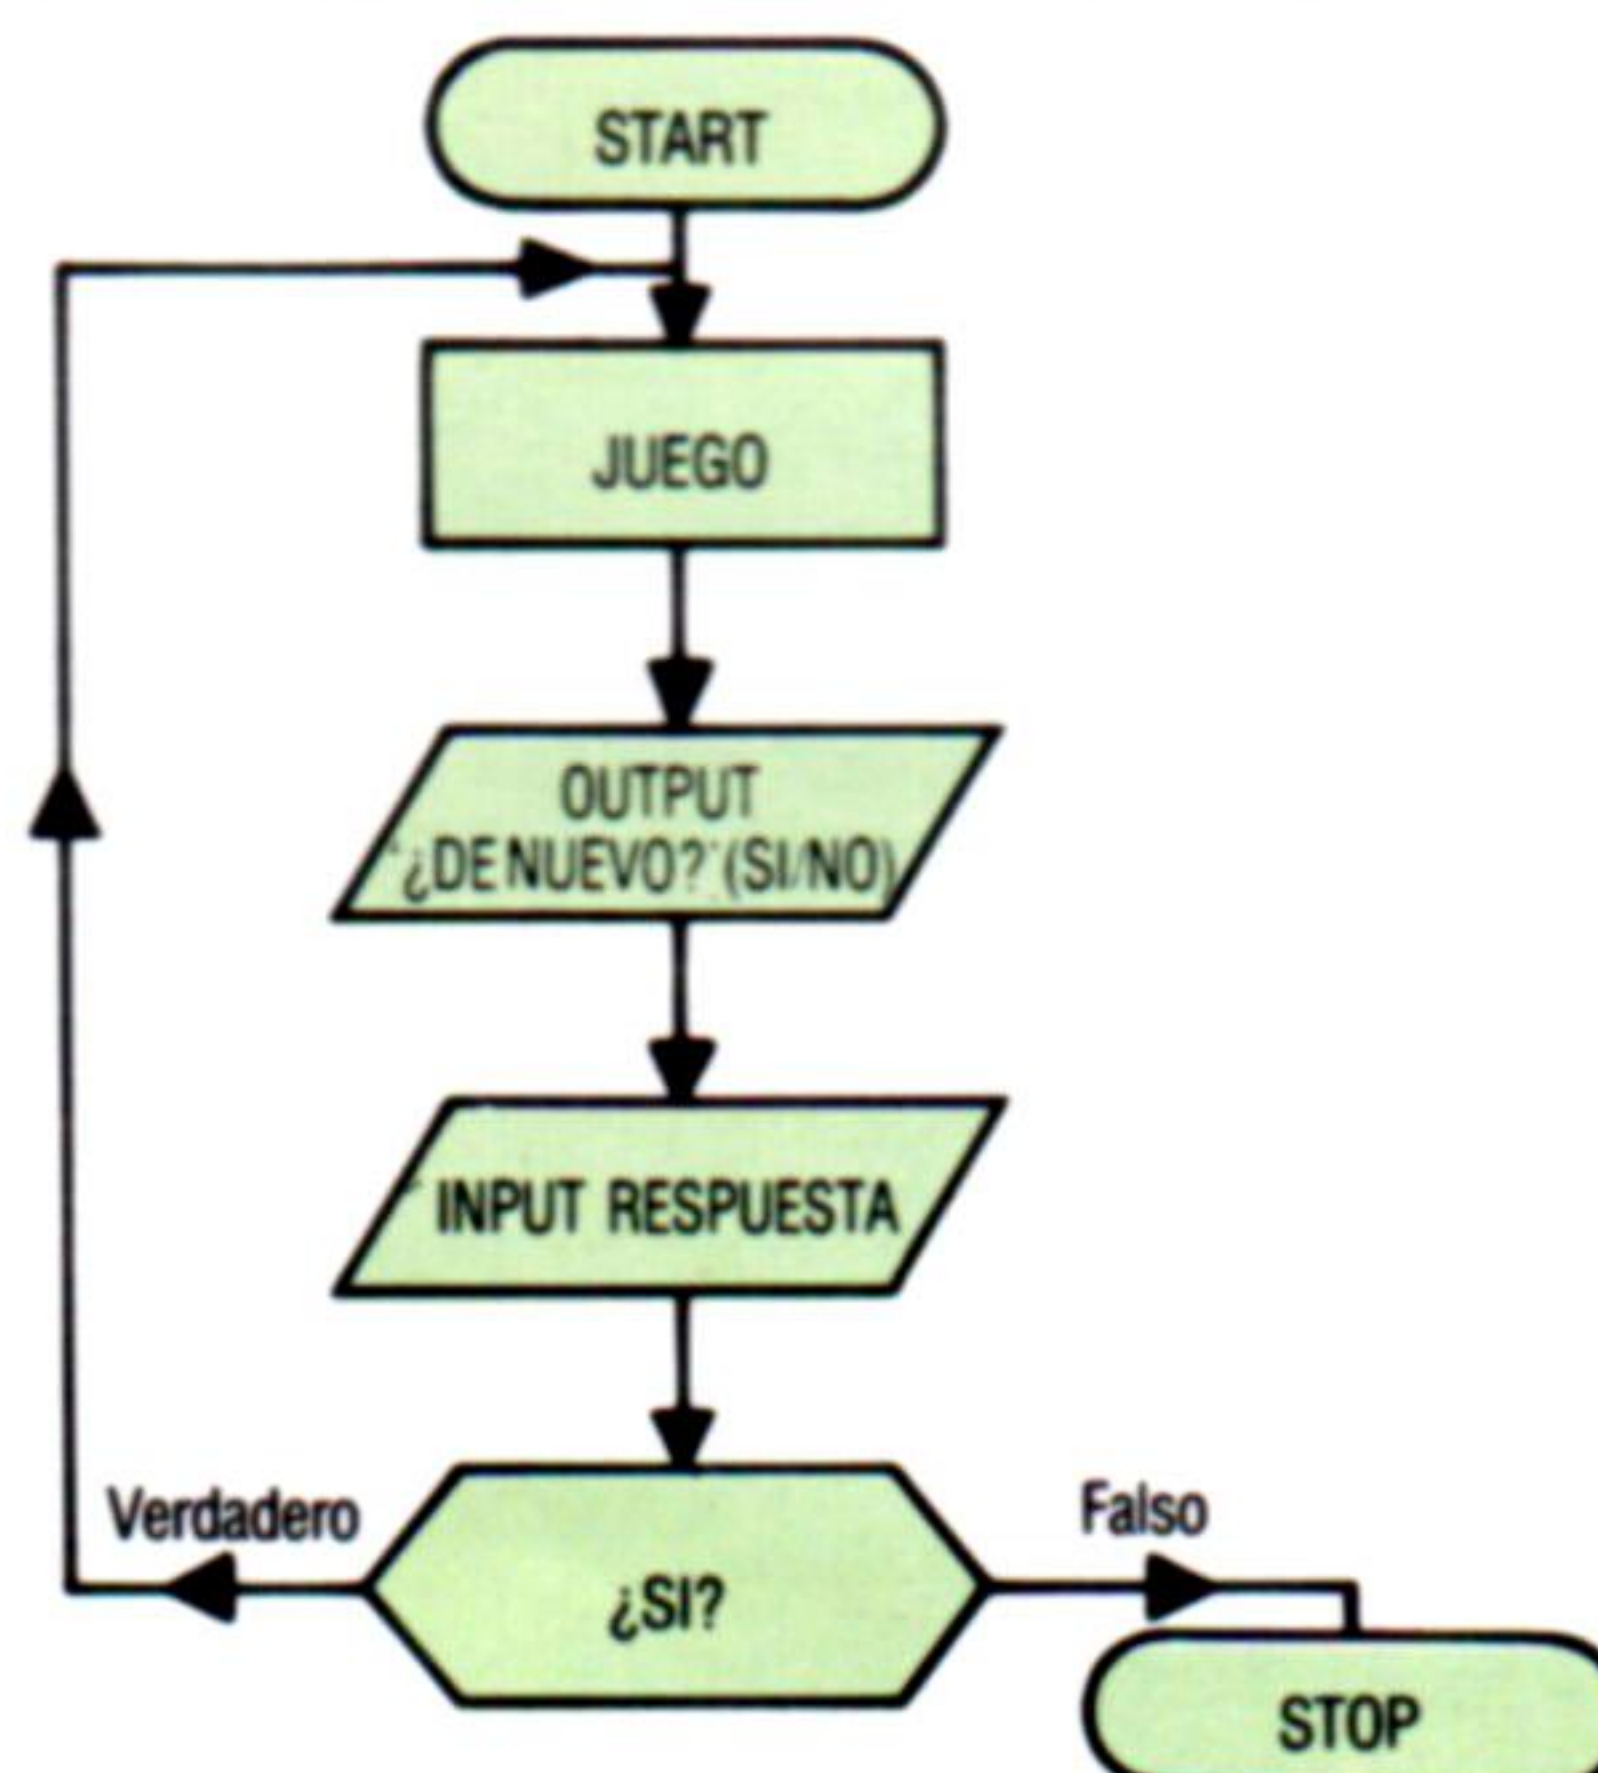 START
JUEGO
OUTPUT
'¿DE NUEVO?' (SI/NO)
INPUT RESPUESTA
Verdadero
Falso
¿SI?
STOP